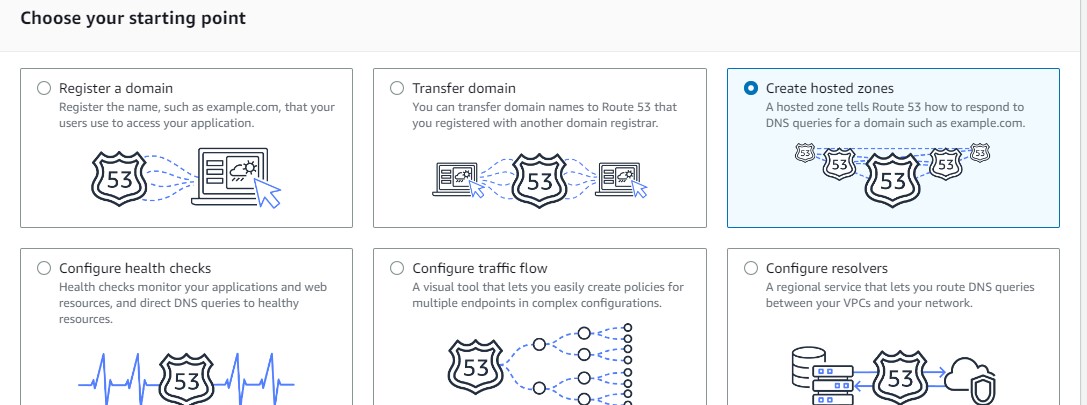 Choose your starting point
Register a domain
Register the name, such as example.com, that your
users use to access your application.
53
Transfer domain
You can transfer domain names to Route 53 that
you registered with another domain registrar.
53
Create hosted zones
A hosted zone tells Route 53 how to respond to
DNS queries for a domain such as example.com.
53
53
53
53
53
Configure health checks
Health checks monitor your applications and web
resources, and direct DNS queries to healthy
resources.
53
Configure traffic flow
A visual tool that lets you easily create policies for
multiple endpoints in complex configurations.
53
Configure resolvers
A regional service that lets you route DNS queries
between your VPCs and your network.
53